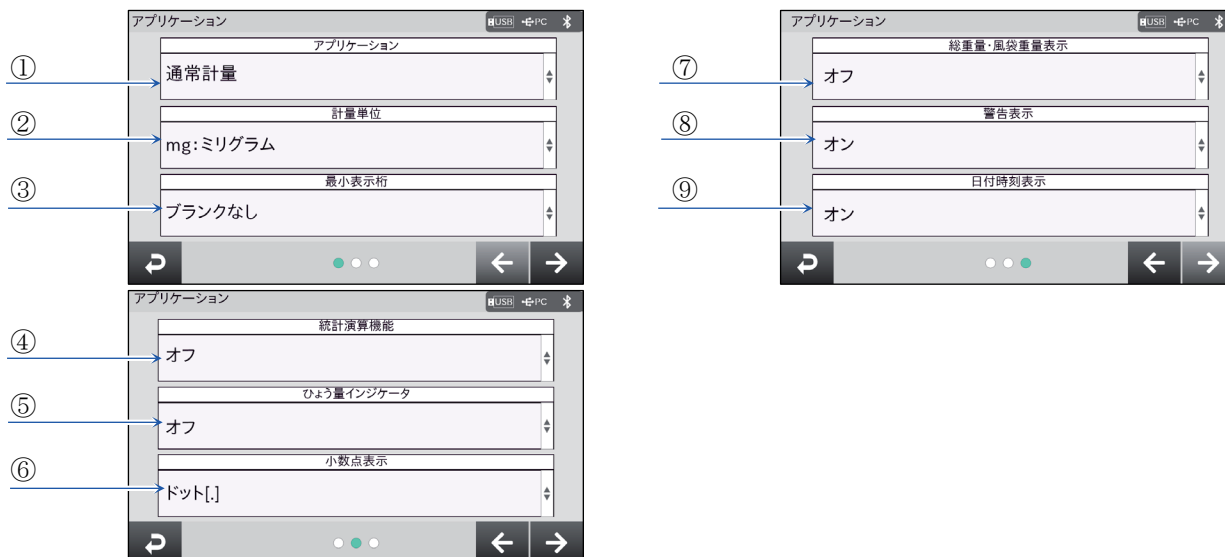 アプリケーション
USB PC
アプリケーション
① 通常計量
計量単位
② mg:ミリグラム
最小表示桁
③ ブランクなし
アプリケーション
USB PC
統計演算機能
④ オフ
ひょう量インジケータ
⑤ オフ
小数点表示
⑥ ドット[.]
アプリケーション
USB PC
総重量・風袋重量表示
⑦ オフ
警告表示
⑧ オン
日付時刻表示
⑨ オン